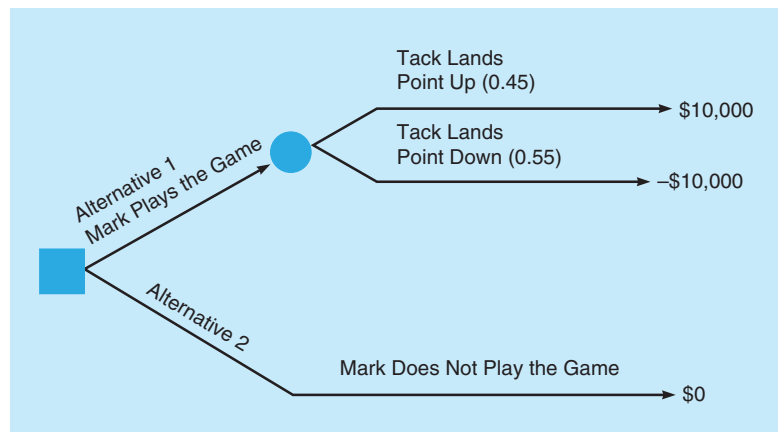 Tack Lands
Point Up (0.45)
$10,000
Tack Lands
Point Down (0.55)
–$10,000
Alternative 1
Mark Plays the Game
Alternative 2
Mark Does Not Play the Game
$0